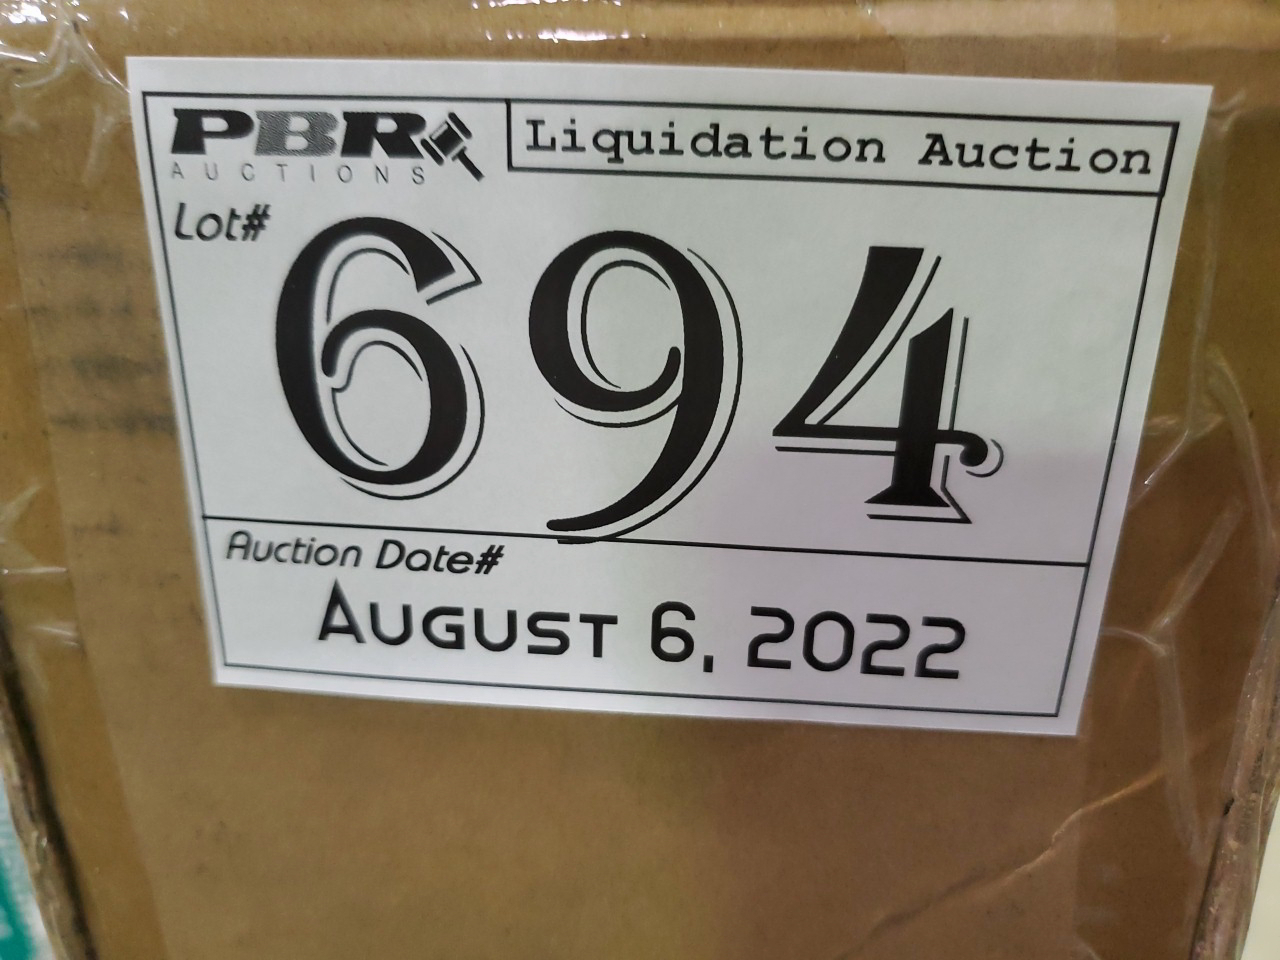 PBR
AUCTIONS
Liquidation Auction
Lot#
694
Auction Date#
AUGUST 6, 2022